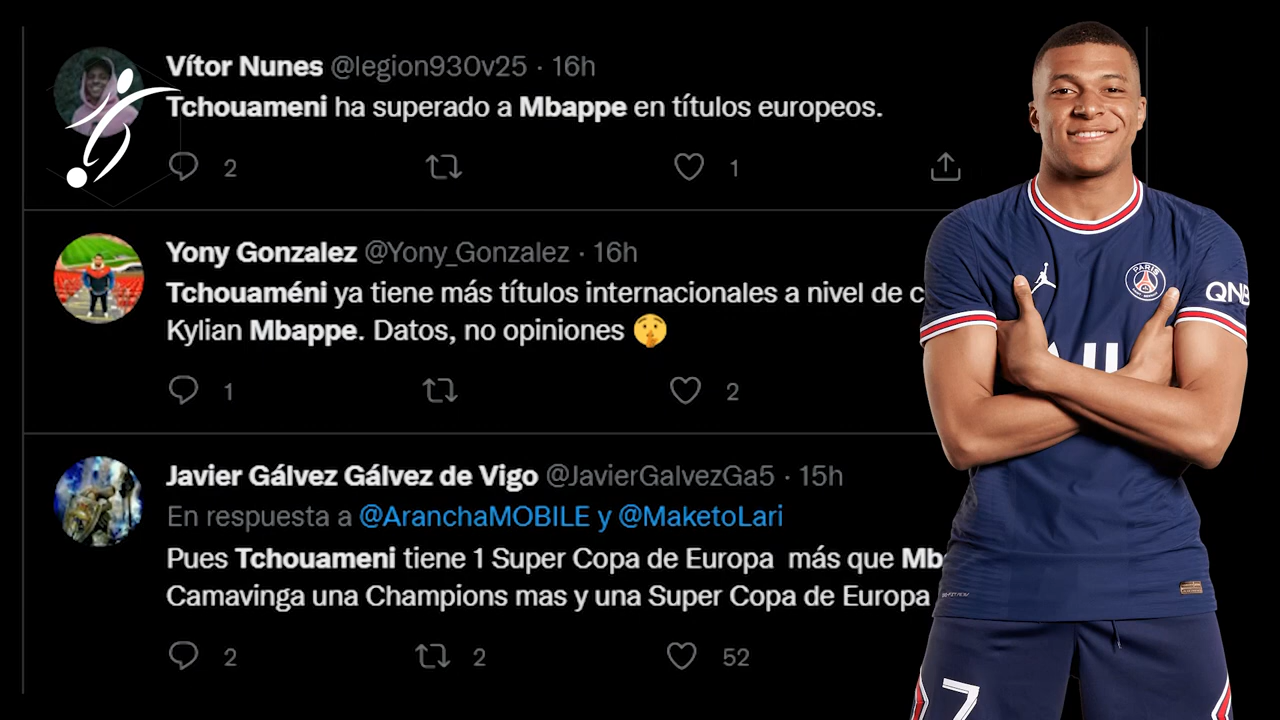 Vítor Nunes @legion930v25 · 16h
Tchouameni ha superado a Mbappe en títulos europeos.
2 1
Yony Gonzalez @Yony_Gonzalez · 16h
Tchouaméni ya tiene más títulos internacionales a nivel de c
Kylian Mbappe. Datos, no opiniones 🤫
1 2
Javier Gálvez Gálvez de Vigo @JavierGalvezGa5 · 15h
En respuesta a @AranchaMOBILE y @MaketoLari
Pues Tchouameni tiene 1 Super Copa de Europa más que Mb
Camavinga una Champions mas y una Super Copa de Europa
2 2 52
PARIS
QNB
7